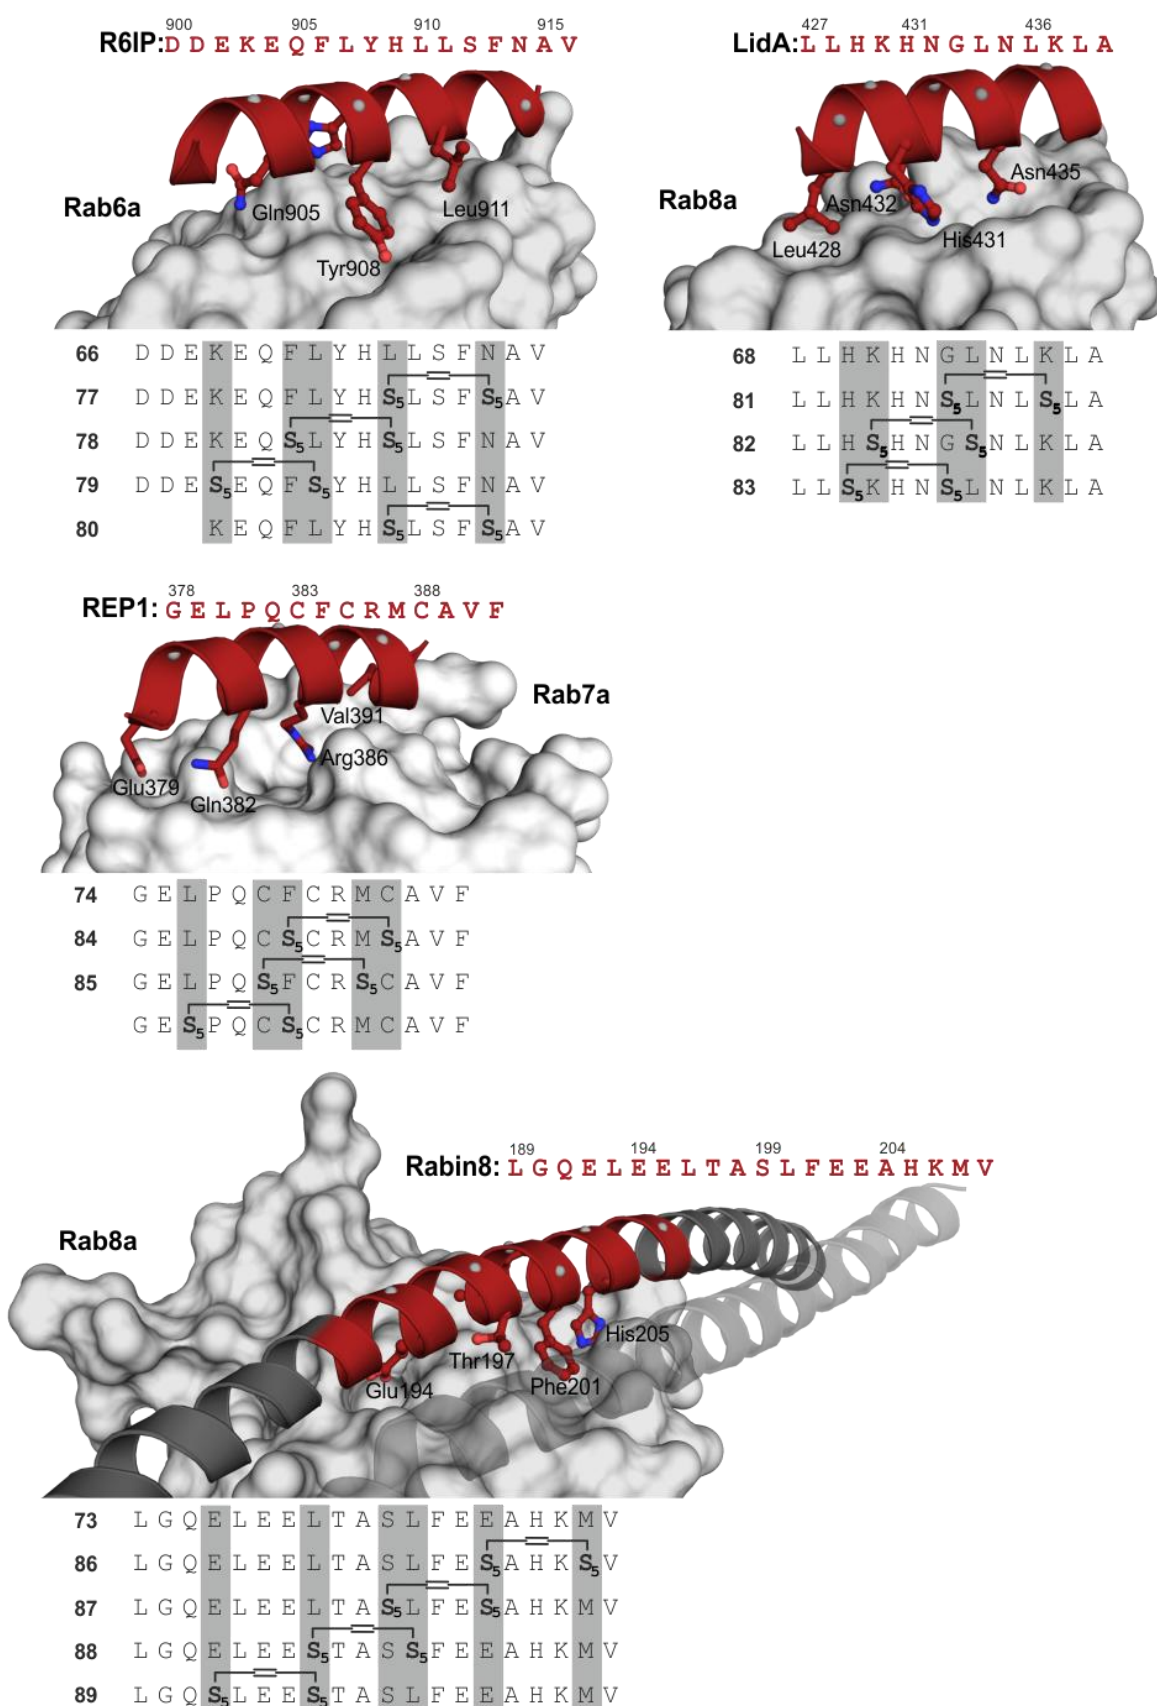 900 905 910 915
R6IP: D D E K E Q F L Y H L L S F N A V
Rab6a
Gln905
Tyr908
Leu911
66 D D E K E Q F L Y H L L S F N A V
77 D D E K E Q F L Y H S5 L S F S5 A V
78 D D E K E Q S5 L Y H S5 L S F N A V
79 D D E S5 E Q F S5 Y H L L S F N A V
80 K E Q F L Y H S5 L S F S5 A V
427 431 436
LidA: L L H K H N G L N L K L A
Rab8a
Asn435
Asn432
His431
Leu428
68 L L H K H N G L N L K L A
81 L L H K H N S5 L N L S5 L A
82 L L H S5 H N G S5 N L K L A
83 L L S5 K H N S5 L N L K L A
378 383 388
REP1: G E L P Q C F C R M C A V F
Rab7a
Val391
Arg386
Glu379
Gln382
74 G E L P Q C F C R M C A V F
84 G E L P Q C S5 C R M S5 A V F
85 G E L P Q S5 F C R S5 C A V F
G E S5 P Q C S5 C R M C A V F
189 194 199 204
Rabin8: L G Q E L E E L T A S L F E E A H K M V
Rab8a
His205
Thr197
Phe201
Glu194
73 L G Q E L E E L T A S L F E E A H K M V
86 L G Q E L E E L T A S L F E S5 A H K S5 V
87 L G Q E L E E L T A S5 L F E S5 A H K M V
88 L G Q E L E E S5 T A S S5 F E E A H K M V
89 L G Q S5 L E E S5 T A S L F E E A H K M V